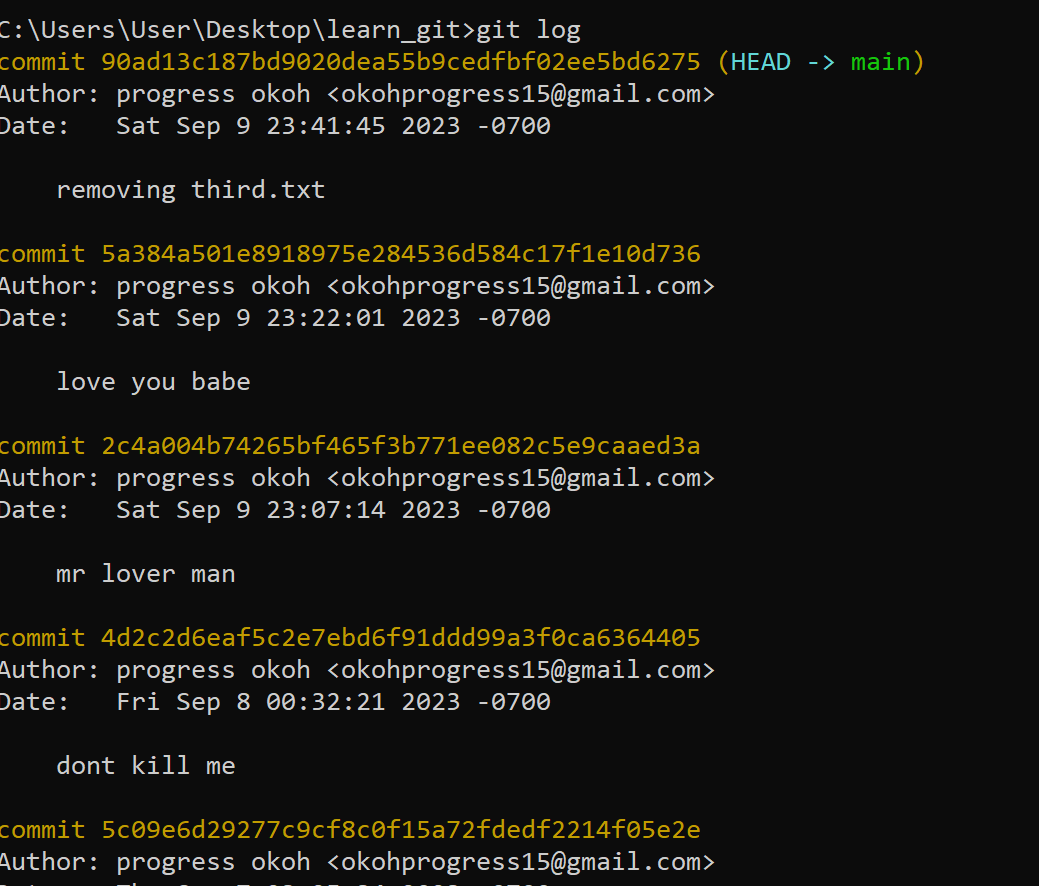 C:\Users\User\Desktop\learn_git>git log
commit 90ad13c187bd9020dea55b9cedfbf02ee5bd6275 (HEAD -> main)
Author: progress okoh <okohprogress15@gmail.com>
Date:   Sat Sep 9 23:41:45 2023 -0700
removing third.txt
commit 5a384a501e8918975e284536d584c17f1e10d736
Author: progress okoh <okohprogress15@gmail.com>
Date:   Sat Sep 9 23:22:01 2023 -0700
love you babe
commit 2c4a004b74265bf465f3b771ee082c5e9caaed3a
Author: progress okoh <okohprogress15@gmail.com>
Date:   Sat Sep 9 23:07:14 2023 -0700
mr lover man
commit 4d2c2d6eaf5c2e7ebd6f91ddd99a3f0ca6364405
Author: progress okoh <okohprogress15@gmail.com>
Date:   Fri Sep 8 00:32:21 2023 -0700
dont kill me
commit 5c09e6d29277c9cf8c0f15a72fdedf2214f05e2e
Author: progress okoh <okohprogress15@gmail.com>